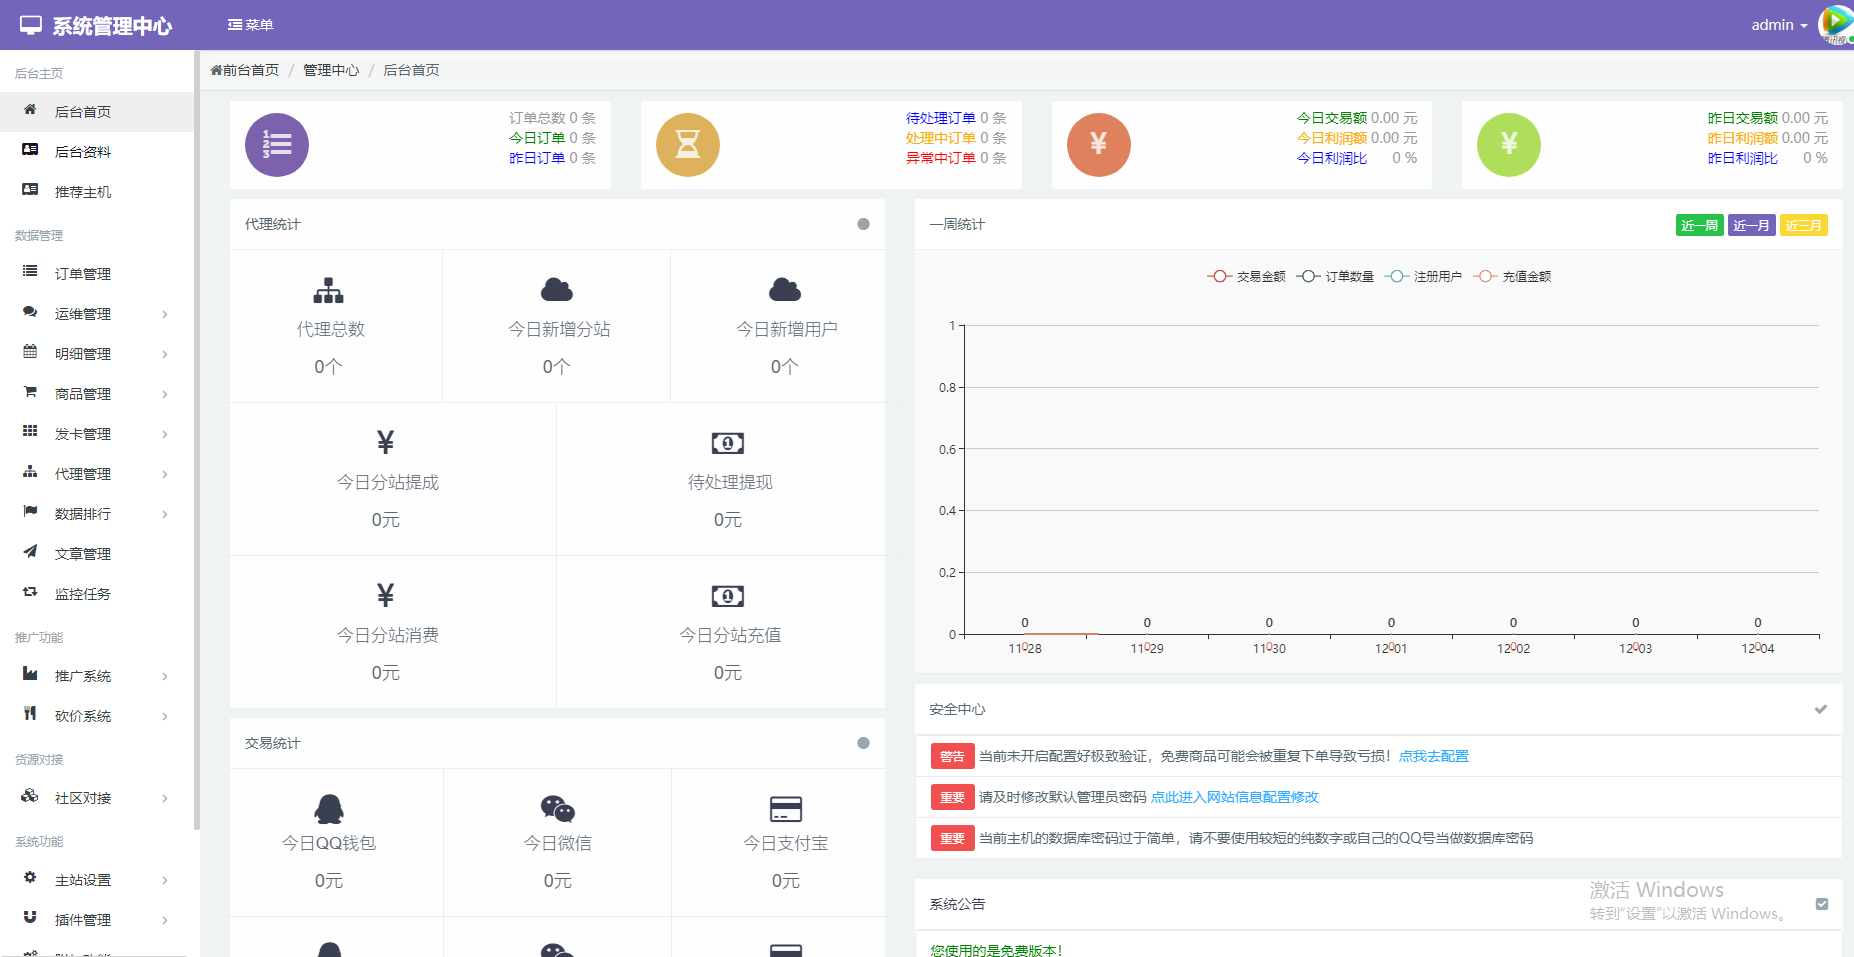 系统管理中心
菜单
admin
后台主页
后台首页
后台资料
推荐主机
数据管理
订单管理
运维管理
明细管理
商品管理
发卡管理
代理管理
数据排行
文章管理
监控任务
推广功能
推广系统
砍价系统
货源对接
社区对接
系统功能
主站设置
插件管理
前台首页 / 管理中心 / 后台首页
订单总数 0 条
今日订单 0 条
昨日订单 0 条
待处理订单 0 条
处理中订单 0 条
异常中订单 0 条
今日交易额 0.00 元
今日利润额 0.00 元
今日利润比 0 %
昨日交易额 0.00 元
昨日利润额 0.00 元
昨日利润比 0 %
代理统计
代理总数
0个
今日新增分站
0个
今日新增用户
0个
今日分站提成
0元
待处理提现
0元
今日分站消费
0元
今日分站充值
0元
交易统计
今日QQ钱包
0元
今日微信
0元
今日支付宝
0元
一周统计
近一周 近一月 近三月
交易金额 订单数量 注册用户 充值金额
1
0.8
0.6
0.4
0.2
0
0 0 0 0 0 0 0
11-28 11-29 11-30 12-01 12-02 12-03 12-04
安全中心
警告 当前未开启配置好极致验证，免费商品可能会被重复下单导致亏损！点我去配置
重要 请及时修改默认管理员密码 点此进入网站信息配置修改
重要 当前主机的数据库密码过于简单，请不要使用较短的纯数字或自己的QQ号当做数据库密码
系统公告
您使用的是免费版本！
激活 Windows
转到"设置"以激活 Windows。